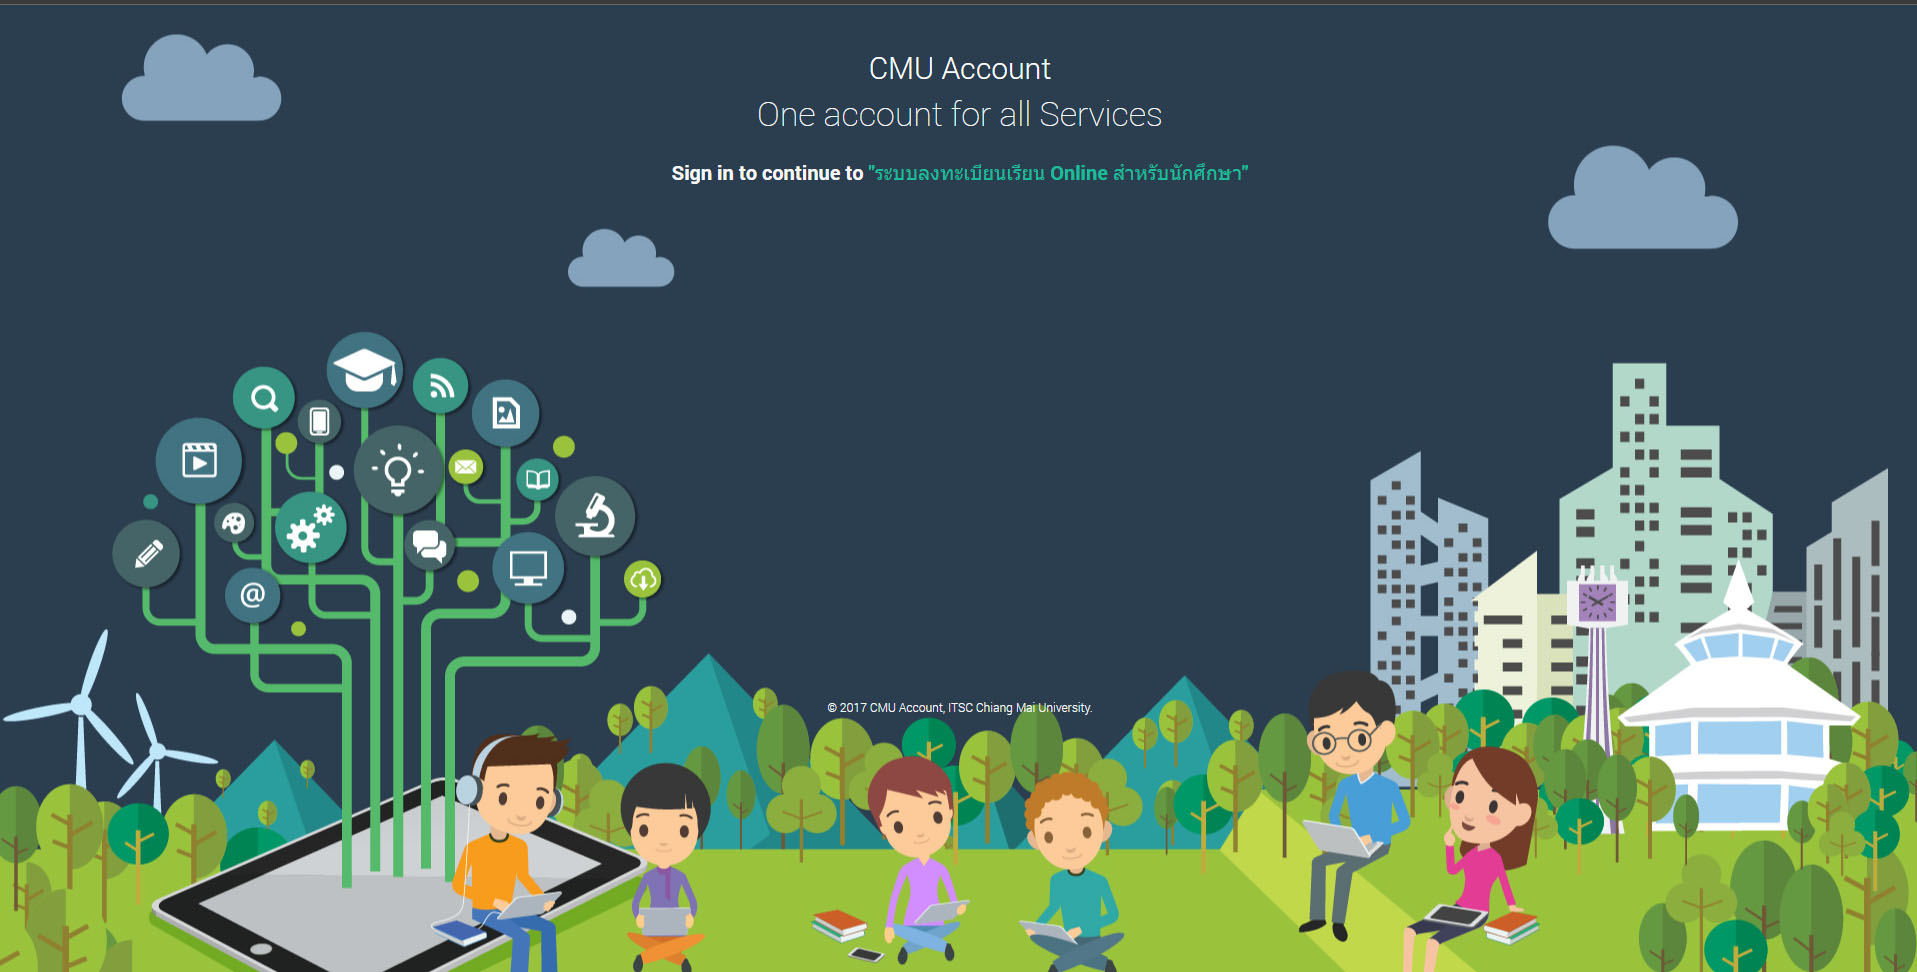 CMU Account
One account for all Services
Sign in to continue to "ระบบลงทะเบียนเรียน Online สำหรับนักศึกษา"
@
© 2017 CMU Account, ITSC Chiang Mai University.